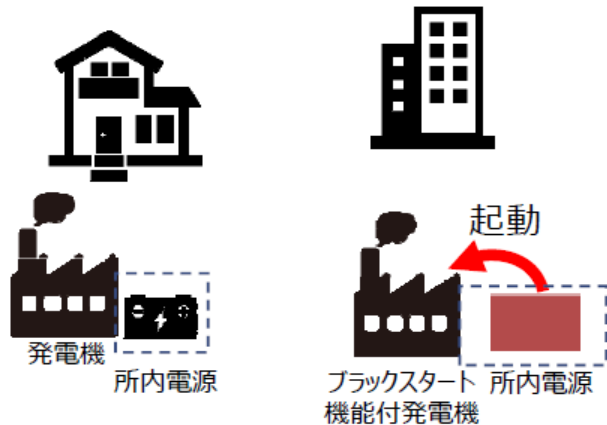 起動
発電機
所内電源
ブラックスタート
機能付発電機
所内電源